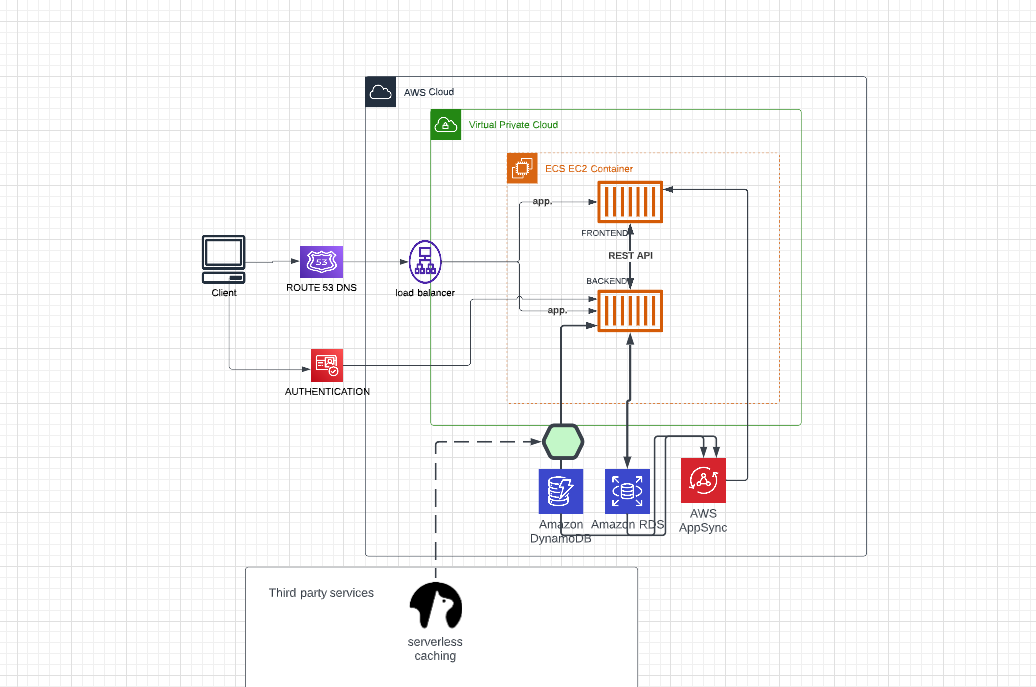 AWS Cloud
Virtual Private Cloud
ECS EC2 Container
app.
FRONTEND
REST API
BACKEND
app.
Client
53
ROUTE 53 DNS
load balancer
AUTHENTICATION
Amazon
DynamoDB
Amazon RDS
AWS
AppSync
Third party services
serverless
caching